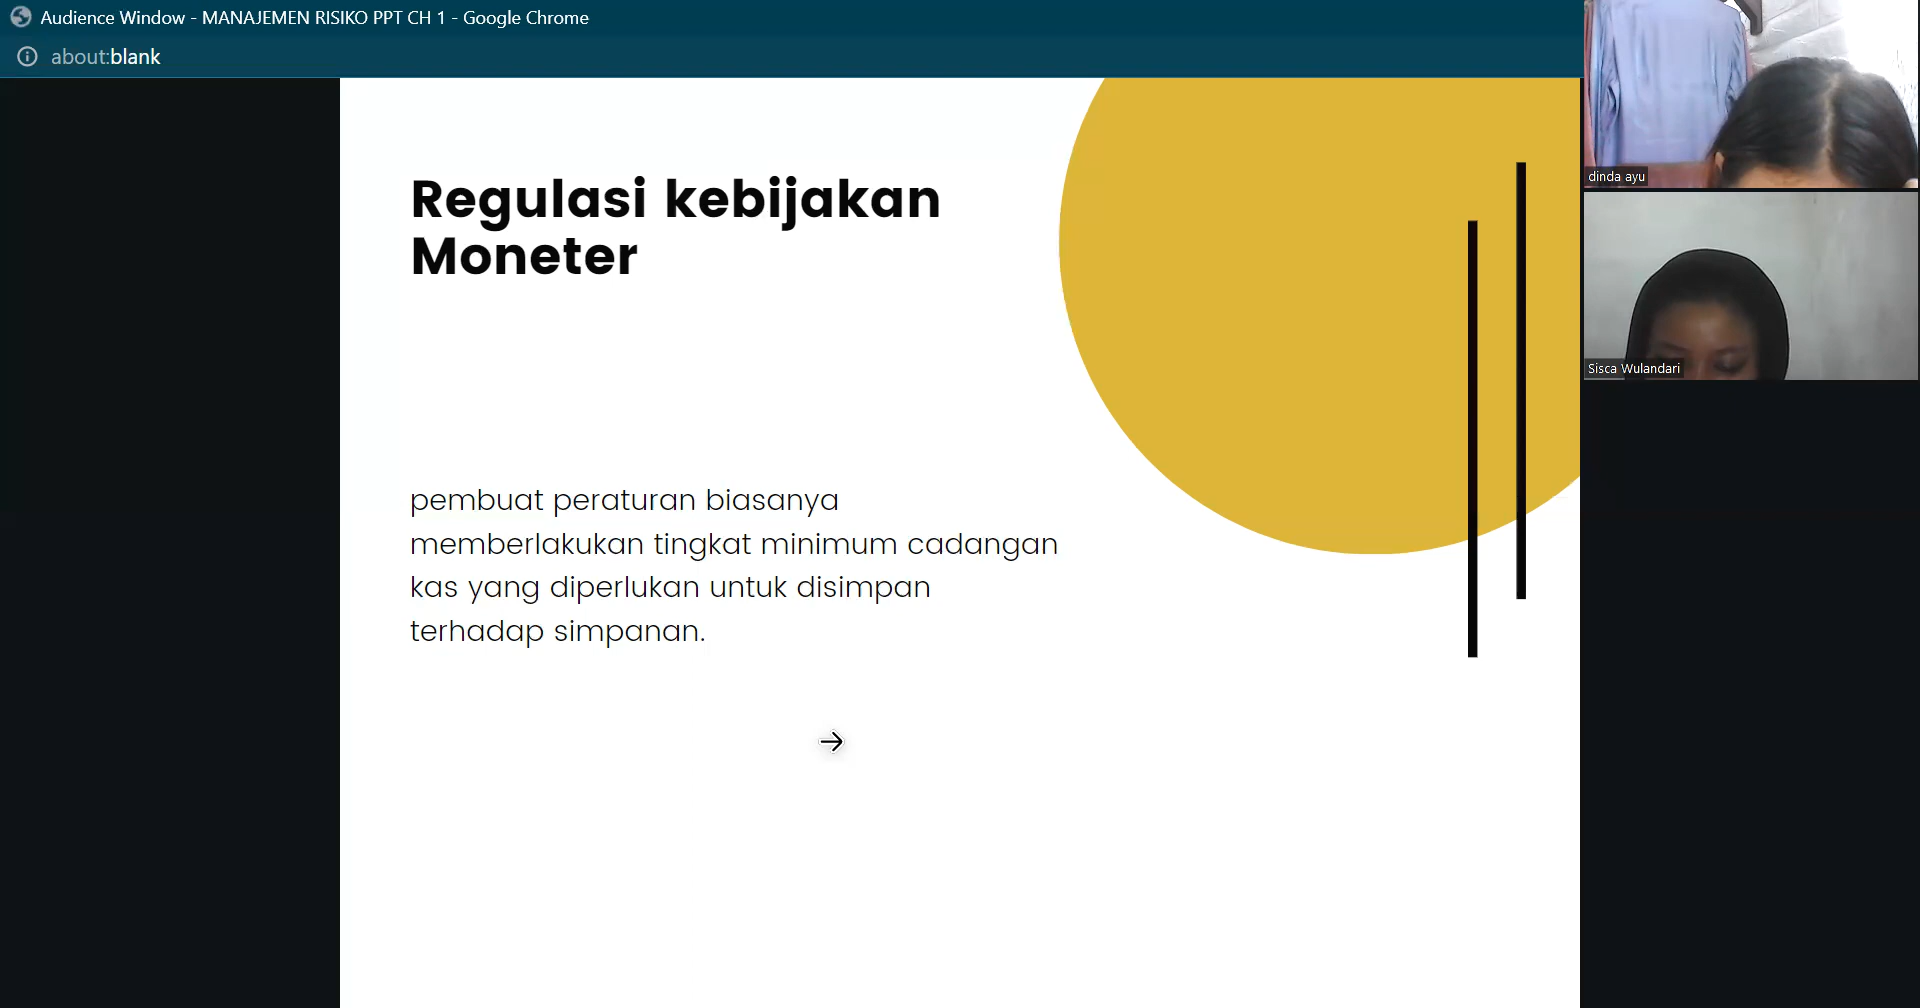 Audience Window - MANAJEMEN RISIKO PPT CH 1 - Google Chrome
about:blank
Regulasi kebijakan
Moneter
pembuat peraturan biasanya
memberlakukan tingkat minimum cadangan
kas yang diperlukan untuk disimpan
terhadap simpanan.
dinda ayu
Sisca Wulandari